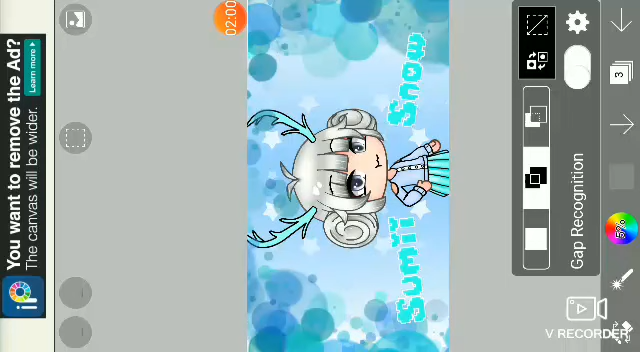 You want to remove the Ad?
The canvas will be wider.
Learn more
02:00
Sumii Snow
Gap Recognition
3
5%
V RECORDER